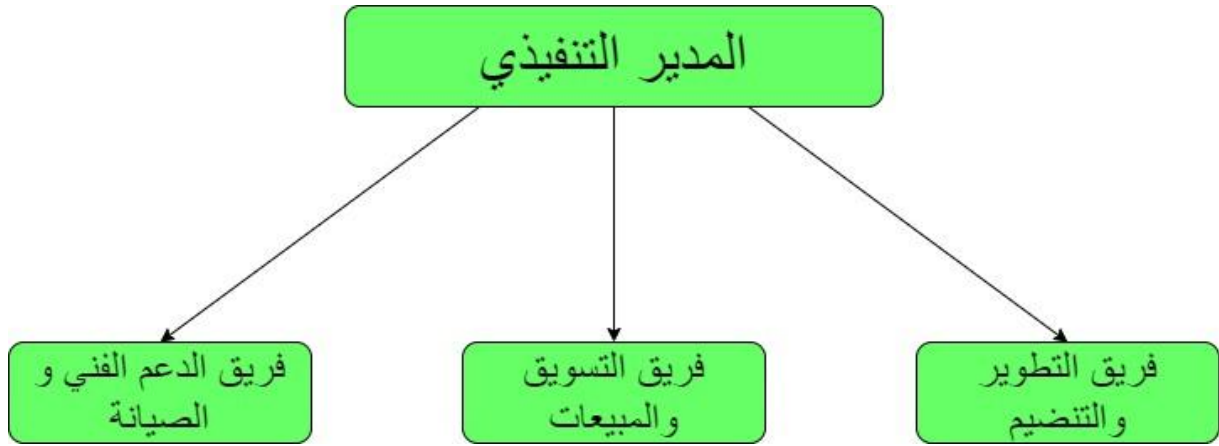 المدير التنفيذي
فريق التطوير
والتنضيم
فريق التسويق
والمبيعات
فريق الدعم الفني و
الصيانة